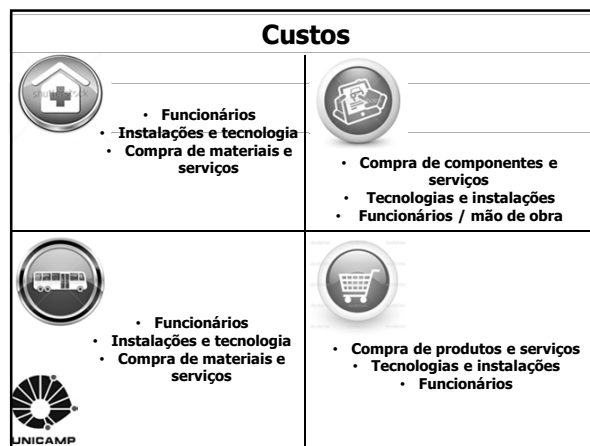 Custos
shutterstock
• Funcionários
• Instalações e tecnologia
• Compra de materiais e
serviços
• Compra de componentes e
serviços
• Tecnologias e instalações
• Funcionários / mão de obra
• Funcionários
• Instalações e tecnologia
• Compra de materiais e
serviços
• Compra de produtos e serviços
• Tecnologias e instalações
• Funcionários
UNICAMP